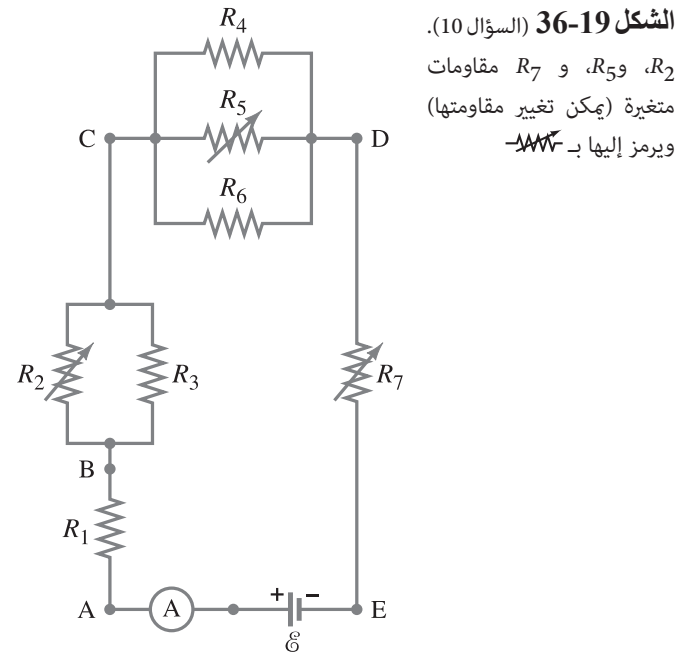 الشكل 19-36 (السؤال 10).
R2، وR5، و R7 مقاومات
متغيرة (يمكن تغيير مقاومتها)
ويرمز إليها بـ
R4
R5
C
D
R6
R2
R3
R7
B
R1
A
A
+
−
E
ℰ